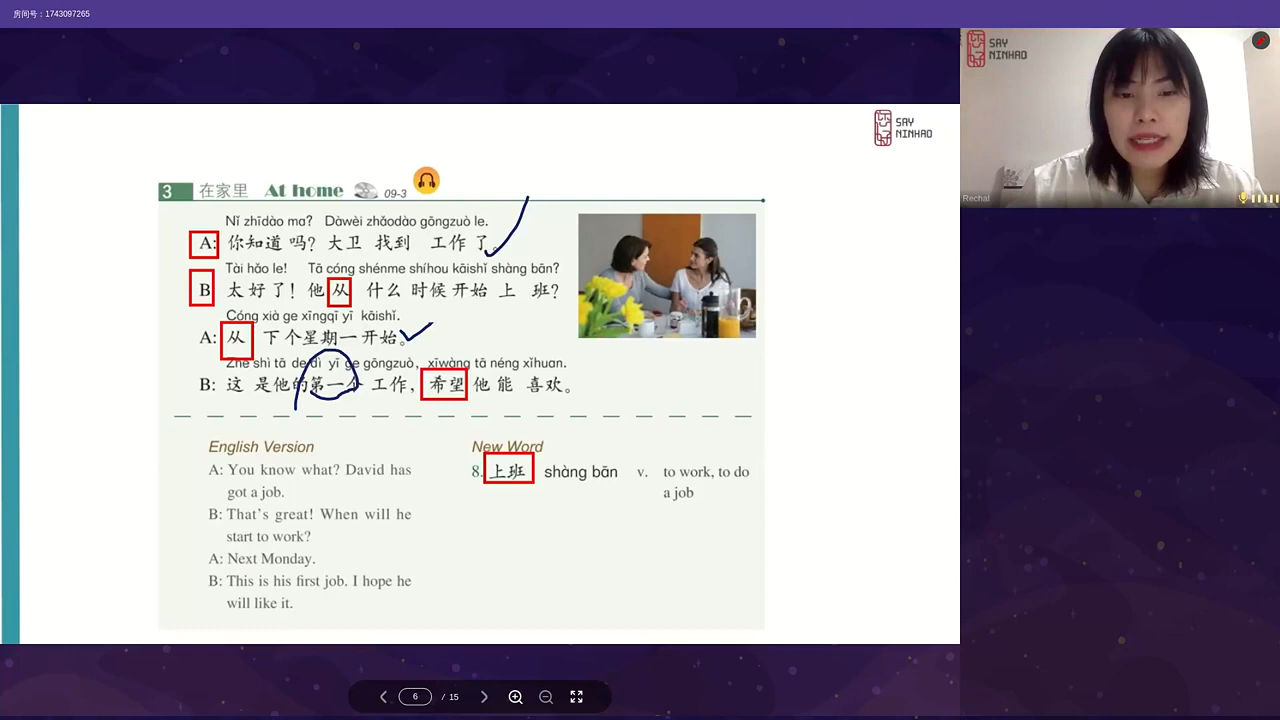 房间号：1743097265
SAY
NINHAO
Rechal
SAY
NINHAO
3 在家里 At home 09-3
Nǐ zhīdào ma? Dàwèi zhǎodào gōngzuò le.
A: 你知道吗？大卫 找到 工作了。
Tài hǎo le! Tā cóng shénme shíhou kāishǐ shàng bān?
B: 太好了！他从 什么 时候开始 上 班？
Cóng xià ge xīngqī yī kāishǐ.
A: 从 下个星期一开始。
Zhè shì tā de dì yī ge gōngzuò, xīwàng tā néng xǐhuan.
B: 这 是他的第一个 工作，希望 他 能 喜欢。
English Version
A: You know what? David has
got a job.
B: That's great! When will he
start to work?
A: Next Monday.
B: This is his first job. I hope he
will like it.
New Word
8. 上班 shàng bān v. to work, to do
a job
6 / 15